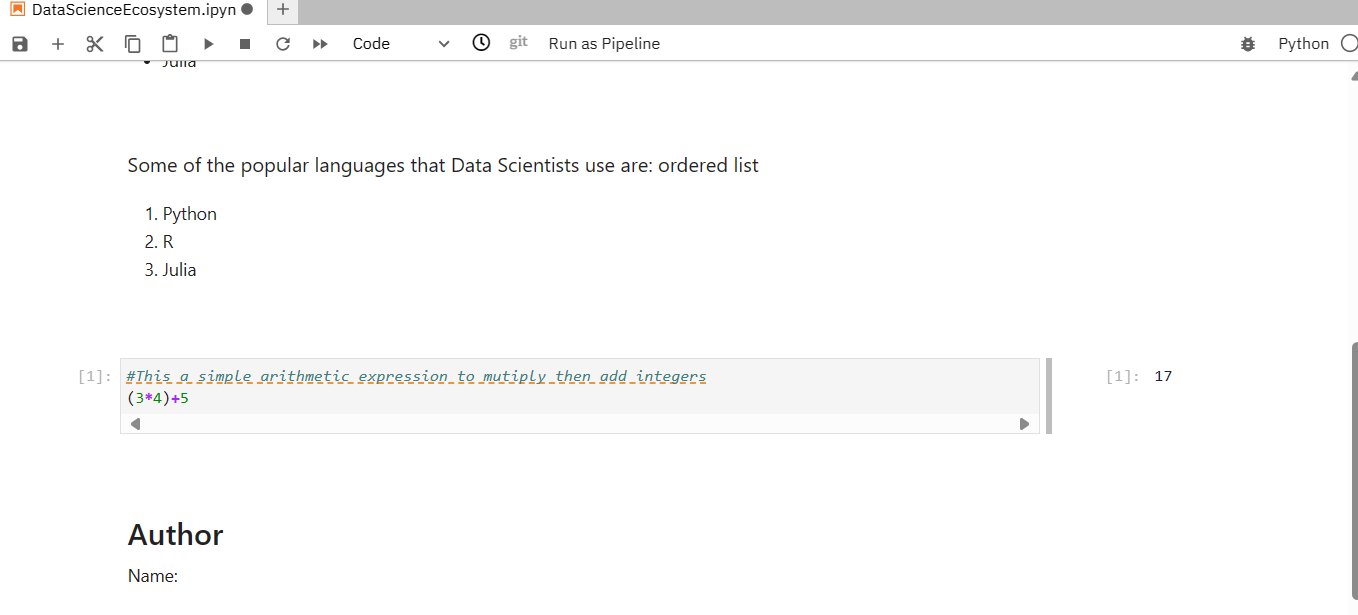 DataScienceEcosystem.ipyn
Code
git
Run as Pipeline
Python
Julia
Some of the popular languages that Data Scientists use are: ordered list
1. Python
2. R
3. Julia
[1]:
#This a simple arithmetic expression to mutiply then add integers
(3*4)+5
[1]: 17
Author
Name: